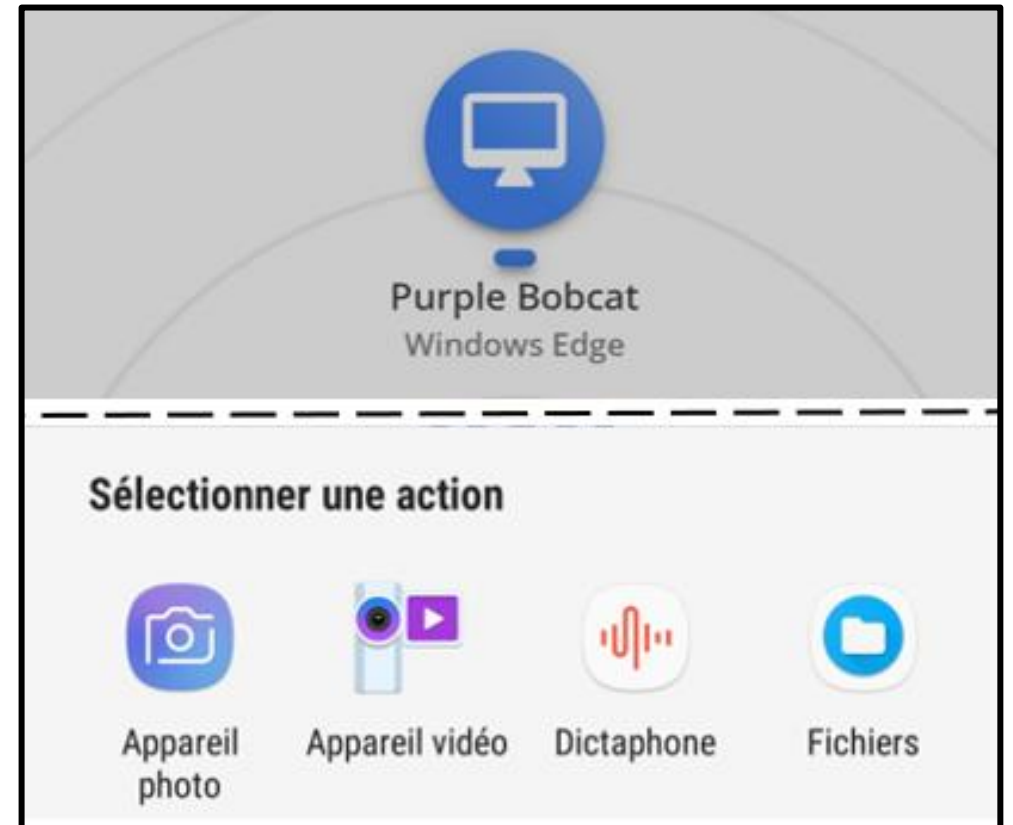 Purple Bobcat
Windows Edge
Sélectionner une action
Appareil photo
Appareil vidéo
Dictaphone
Fichiers